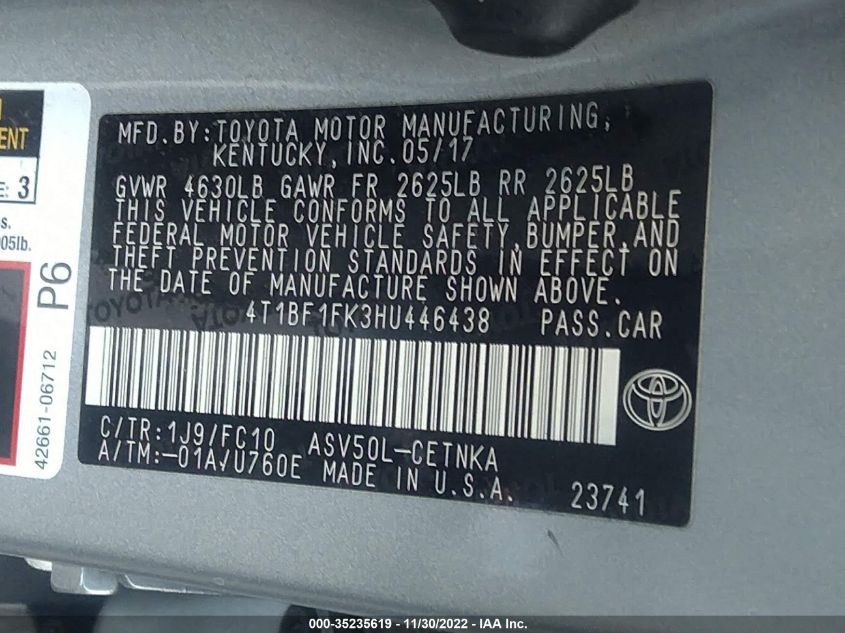 ENT
E: 3
s.
005lb.
P6
42661-06712
MFD. BY: TOYOTA MOTOR MANUFACTURING,
KENTUCKY, INC. 05/17
GVWR 4630LB GAWR FR 2625LB RR 2625LB
THIS VEHICLE CONFORMS TO ALL APPLICABLE
FEDERAL MOTOR VEHICLE SAFETY, BUMPER, AND
THEFT PREVENTION STANDARDS IN EFFECT ON
THE DATE OF MANUFACTURE SHOWN ABOVE.
4T1BF1FK3HU446438 PASS. CAR
C/TR: 1J9/FC10 ASV50L-CETNKA
A/TM:-01A/U760E MADE IN U.S.A.
23741
000-35235619 - 11/30/2022 - IAA Inc.